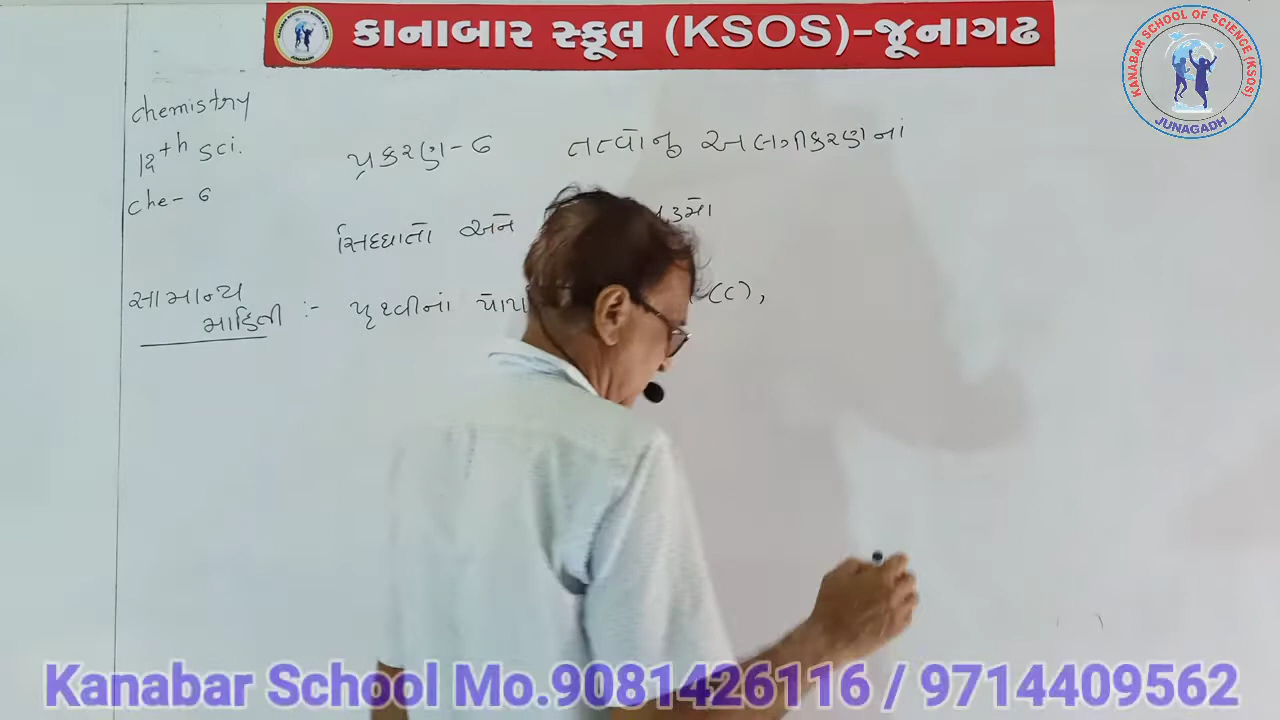 કાનાબાર સ્કૂલ (KSOS)-જૂનાગઢ
KANABAR SCHOOL OF SCIENCE (KSOS)
JUNAGADH
chemistry
12th sci.
che- 6
પ્રકરણ-૬ તત્વોનુ અલગીકરણનાં
સિધ્ધાંતો અને
સામાન્ય
માહિતી :- પૃથ્વીનાં (C),
Kanabar School Mo.9081426116 / 9714409562